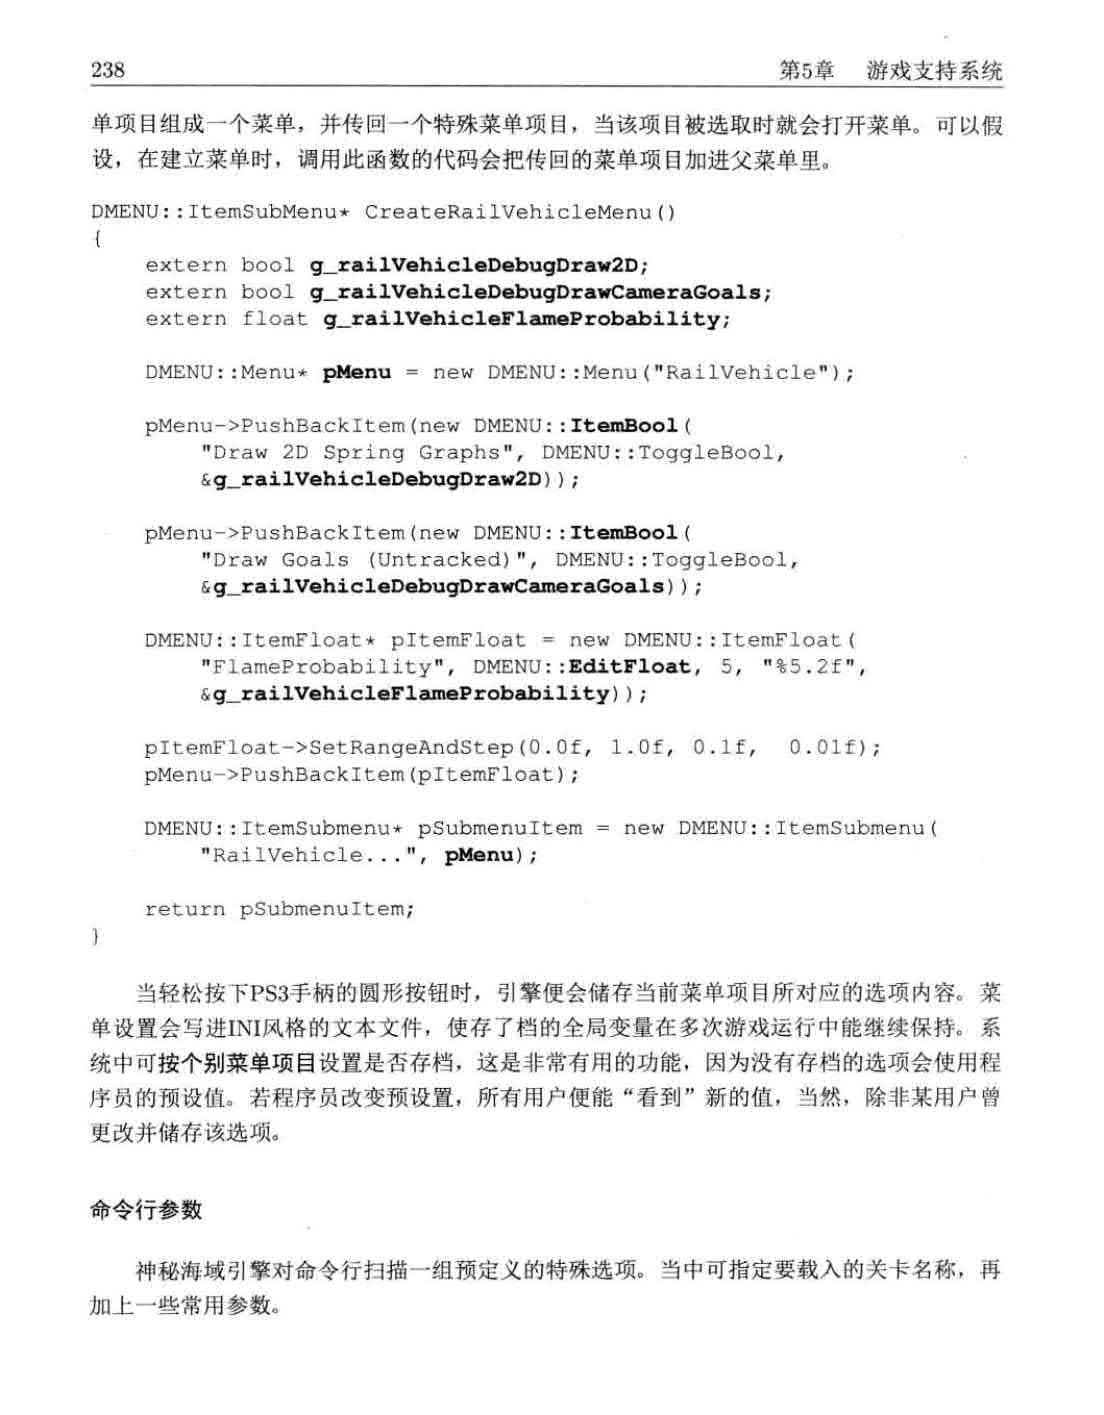 238
第5章 游戏支持系统
单项目组成一个菜单，并传回一个特殊菜单项目，当该项目被选取时就会打开菜单。可以假
设，在建立菜单时，调用此函数的代码会把传回的菜单项目加进父菜单里。
DMENU::ItemSubMenu* CreateRailVehicleMenu()
{
    extern bool g_railVehicleDebugDraw2D;
    extern bool g_railVehicleDebugDrawCameraGoals;
    extern float g_railVehicleFlameProbability;
    DMENU::Menu* pMenu = new DMENU::Menu("RailVehicle");
    pMenu->PushBackItem(new DMENU::ItemBool(
        "Draw 2D Spring Graphs", DMENU::ToggleBool,
        &g_railVehicleDebugDraw2D));
    pMenu->PushBackItem(new DMENU::ItemBool(
        "Draw Goals (Untracked)", DMENU::ToggleBool,
        &g_railVehicleDebugDrawCameraGoals));
    DMENU::ItemFloat* pItemFloat = new DMENU::ItemFloat(
        "FlameProbability", DMENU::EditFloat, 5, "%5.2f",
        &g_railVehicleFlameProbability));
    pItemFloat->SetRangeAndStep(0.0f, 1.0f, 0.1f, 0.01f);
    pMenu->PushBackItem(pItemFloat);
    DMENU::ItemSubmenu* pSubmenuItem = new DMENU::ItemSubmenu(
        "RailVehicle...", pMenu);
    return pSubmenuItem;
}
当轻松按下PS3手柄的圆形按钮时，引擎便会储存当前菜单项目所对应的选项内容。菜
单设置会写进INI风格的文本文件，使存了档的全局变量在多次游戏运行中能继续保持。系
统中可按个别菜单项目设置是否存档，这是非常有用的功能，因为没有存档的选项会使用程
序员的预设值。若程序员改变预设置，所有用户便能“看到”新的值，当然，除非某用户曾
更改并储存该选项。
命令行参数
神秘海域引擎对命令行扫描一组预定义的特殊选项。当中可指定要载入的关卡名称，再
加上一些常用参数。